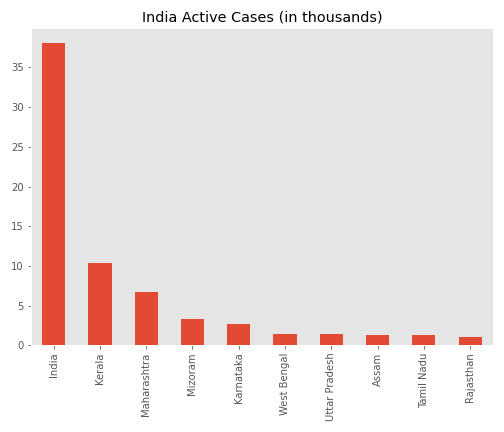 India Active Cases (in thousands)
35
30
25
20
15
10
5
0
India
Kerala
Maharashtra
Mizoram
Karnataka
West Bengal
Uttar Pradesh
Assam
Tamil Nadu
Rajasthan